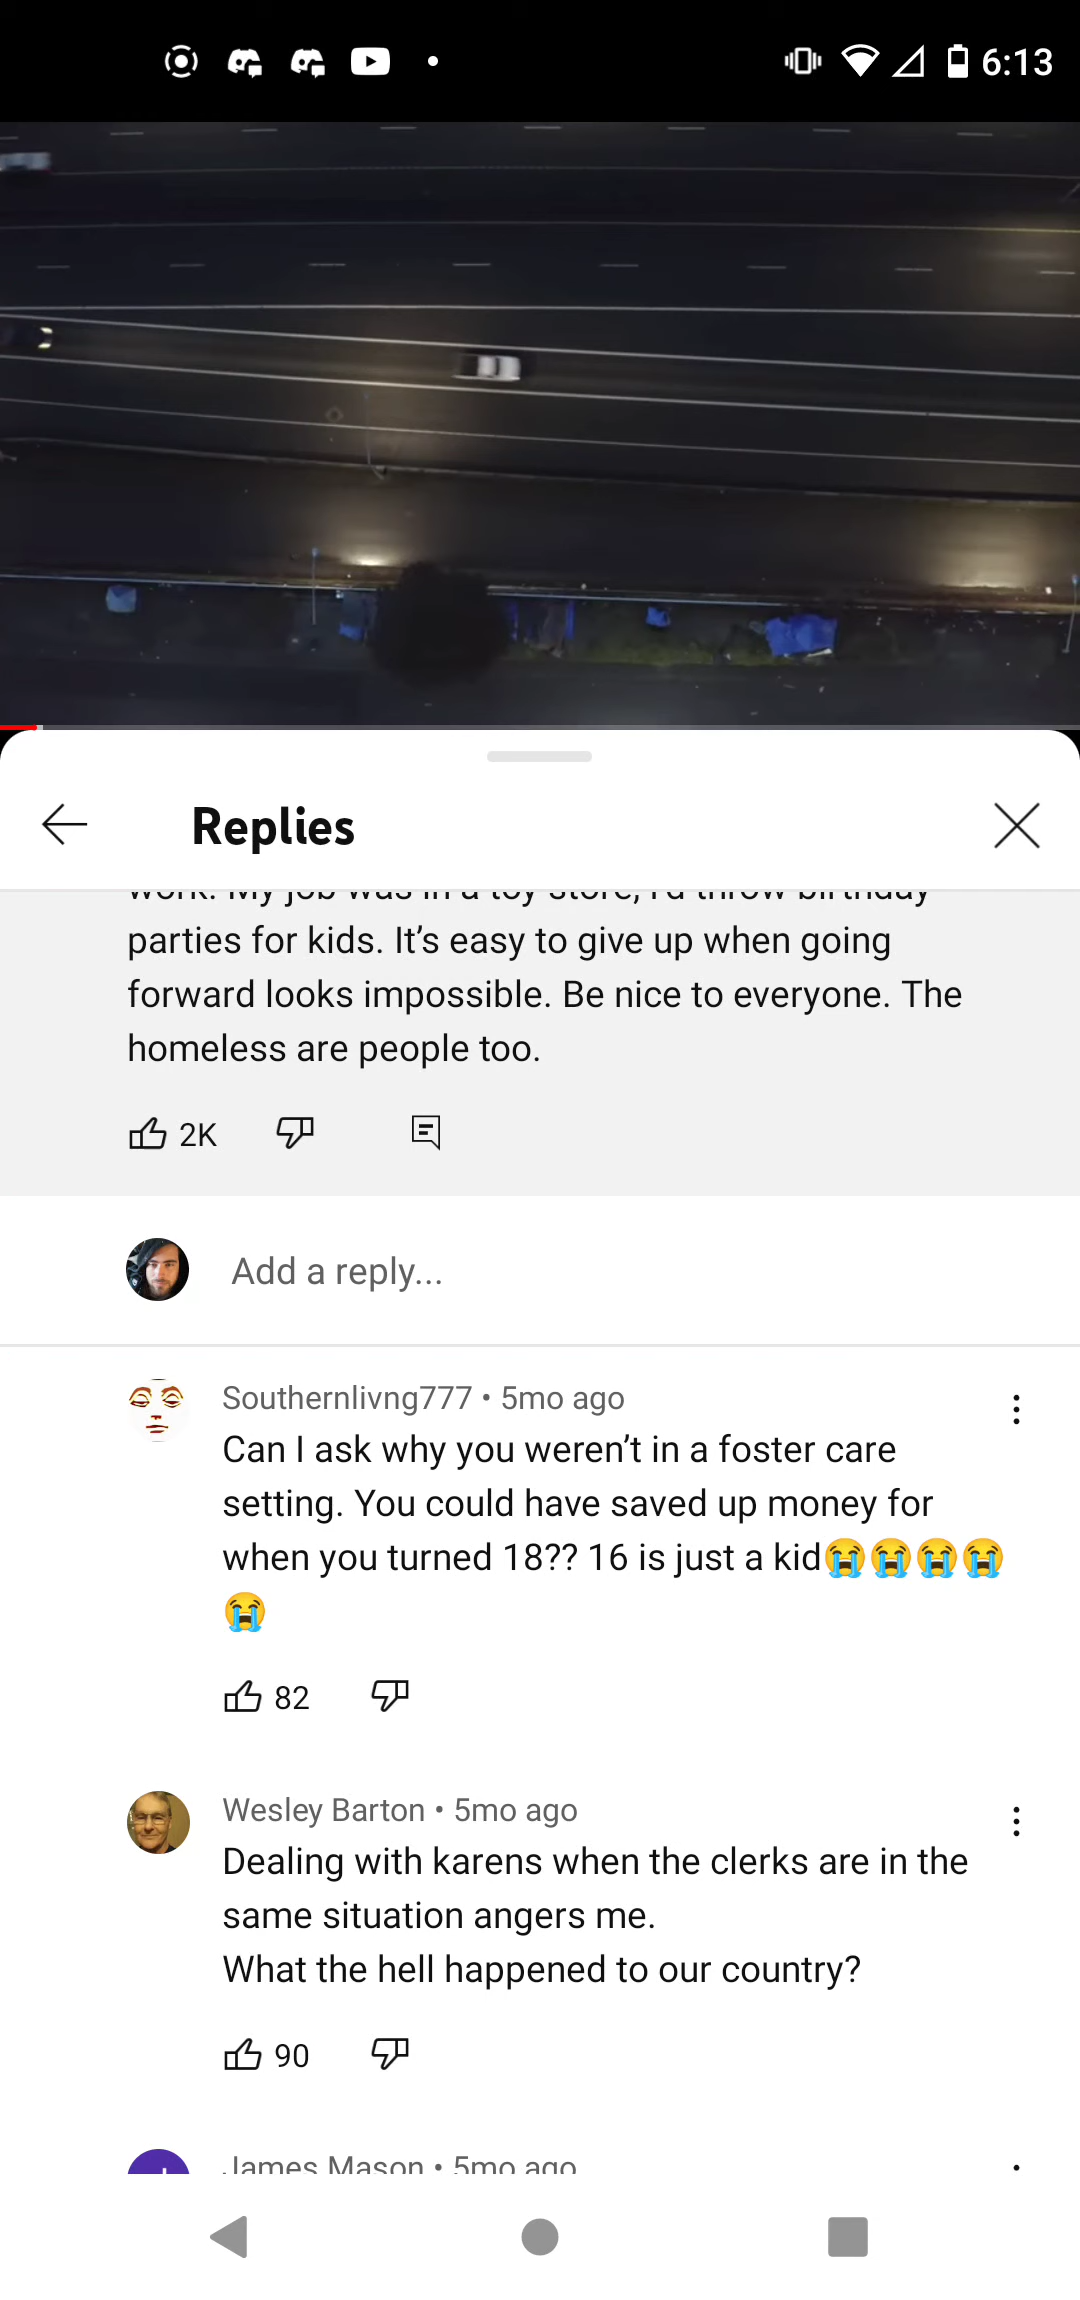 6:13
Replies
work. My job was in a toy store, I'd throw birthday
parties for kids. It’s easy to give up when going
forward looks impossible. Be nice to everyone. The
homeless are people too.
2K
Add a reply...
Southernlivng777 • 5mo ago
Can I ask why you weren’t in a foster care
setting. You could have saved up money for
when you turned 18?? 16 is just a kid😭😭😭😭
😭
82
Wesley Barton • 5mo ago
Dealing with karens when the clerks are in the
same situation angers me.
What the hell happened to our country?
90
James Mason • 5mo ago